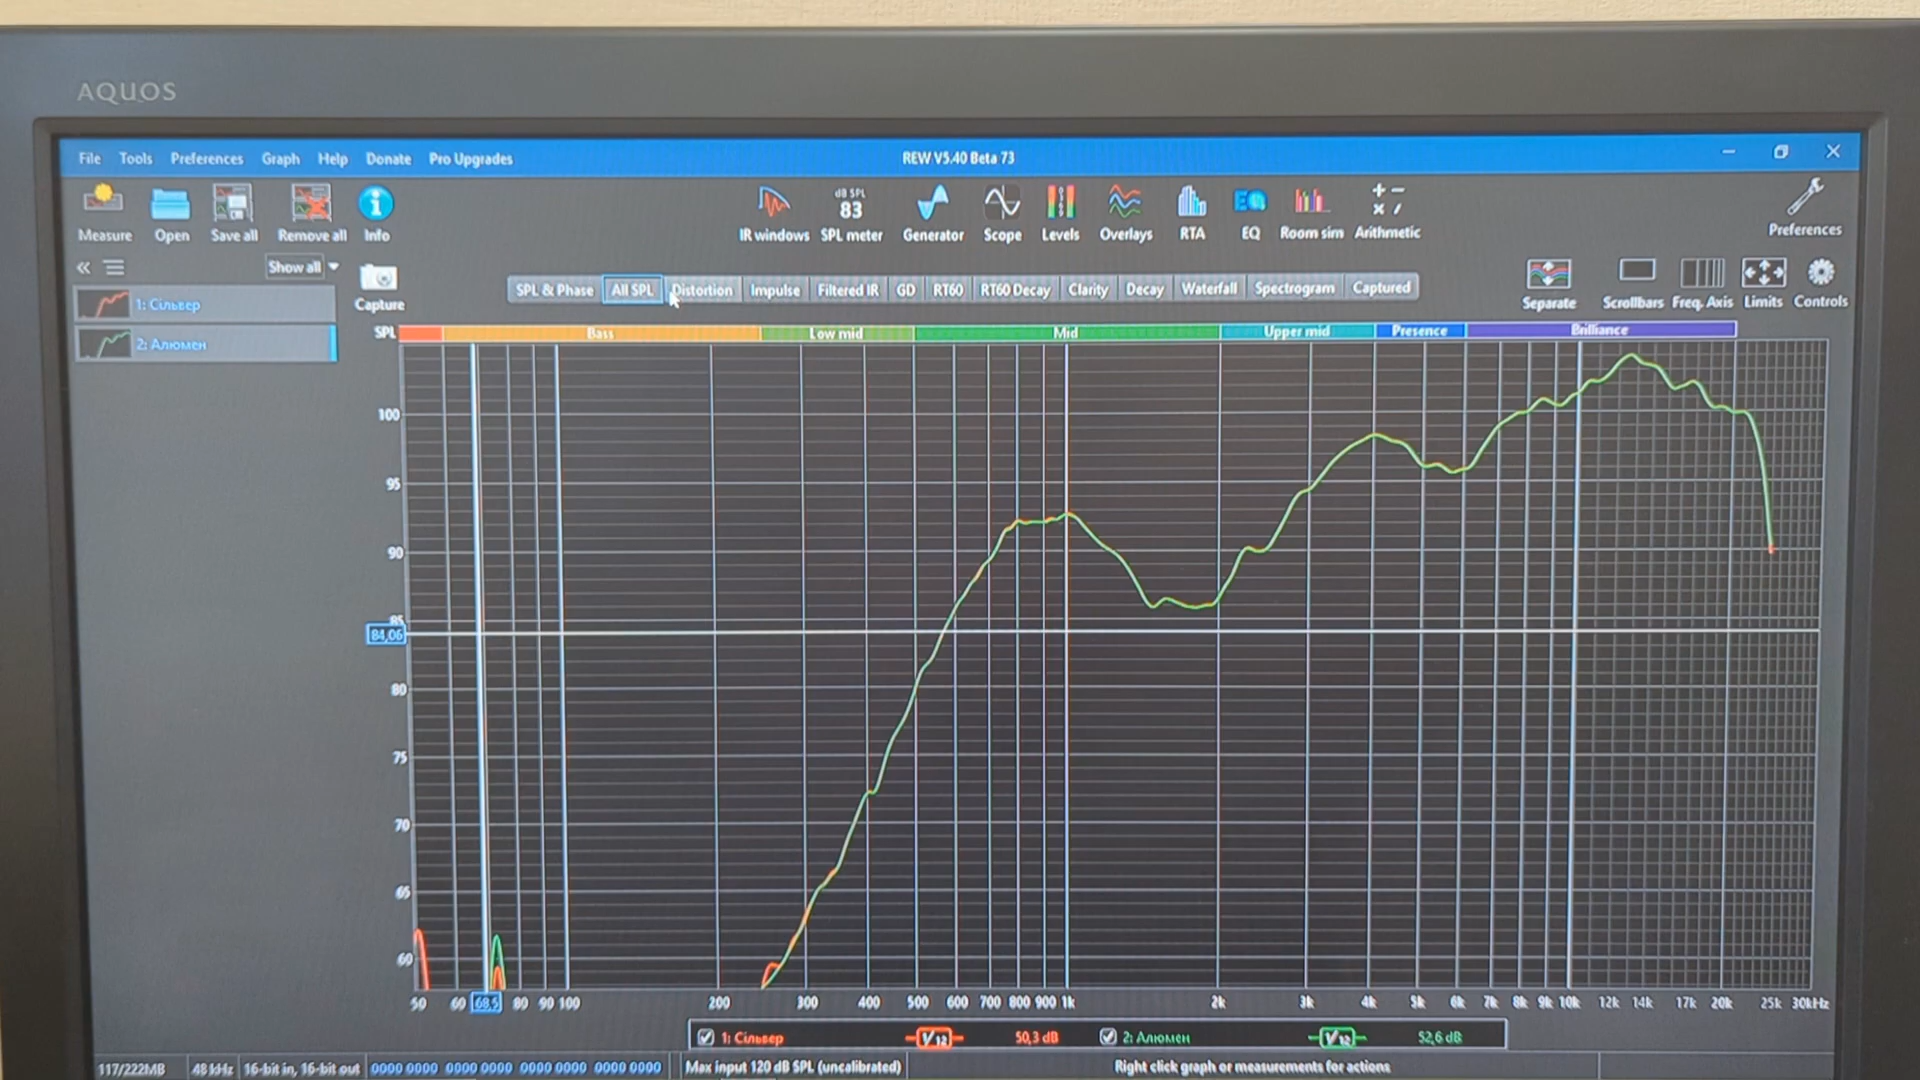 AQUOS
File Tools Preferences Graph Help Donate Pro Upgrades
REW V5.40 Beta 73
Measure Open Save all Remove all Info
dB SPL
83
IR windows SPL meter Generator Scope Levels Overlays RTA EQ Room sim Arithmetic
Preferences
Show all
Capture
SPL & Phase All SPL Distortion Impulse Filtered IR GD RT60 RT60 Decay Clarity Decay Waterfall Spectrogram Captured
Separate Scrollbars Freq. Axis Limits Controls
1: Сільвер
2: Алюмен
SPL
Bass Low mid Mid Upper mid Presence Brilliance
100
95
90
85
84,06
80
75
70
65
60
50 60 68,5 80 90 100 200 300 400 500 600 700 800 900 1k 2k 3k 4k 5k 6k 7k 8k 9k 10k 12k 14k 17k 20k 25k 30kHz
1: Сільвер 1/12 50,3 dB 2: Алюмен 1/12 52,6 dB
117/222MB 48 kHz 16-bit in, 16-bit out 0000 0000 0000 0000 0000 0000 0000 0000 Max input 120 dB SPL (uncalibrated) Right click graph or measurements for actions